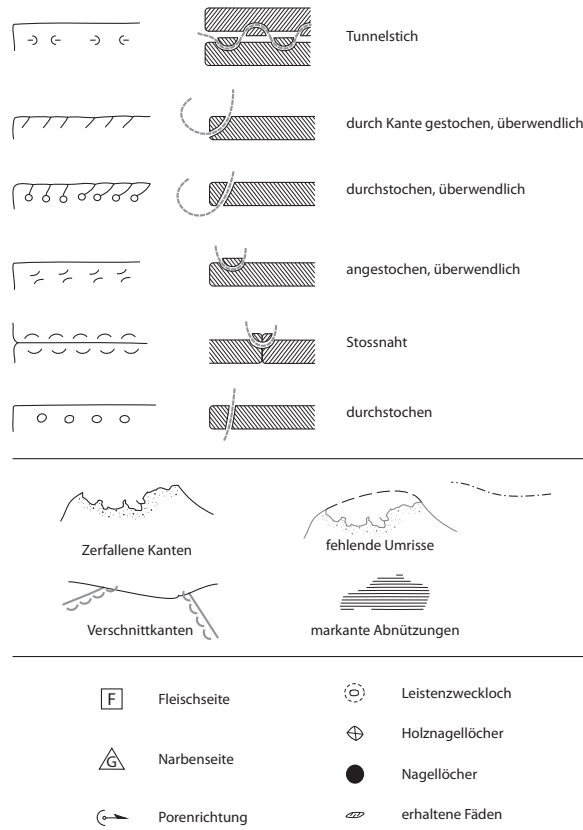 Tunnelstich
durch Kante gestochen, überwendlich
durchstochen, überwendlich
angestochen, überwendlich
Stossnaht
durchstochen
Zerfallene Kanten
fehlende Umrisse
Verschnittkanten
markante Abnützungen
F
Fleischseite
Leistenzweckloch
Holznagellöcher
G
Narbenseite
Nagellöcher
Porenrichtung
erhaltene Fäden